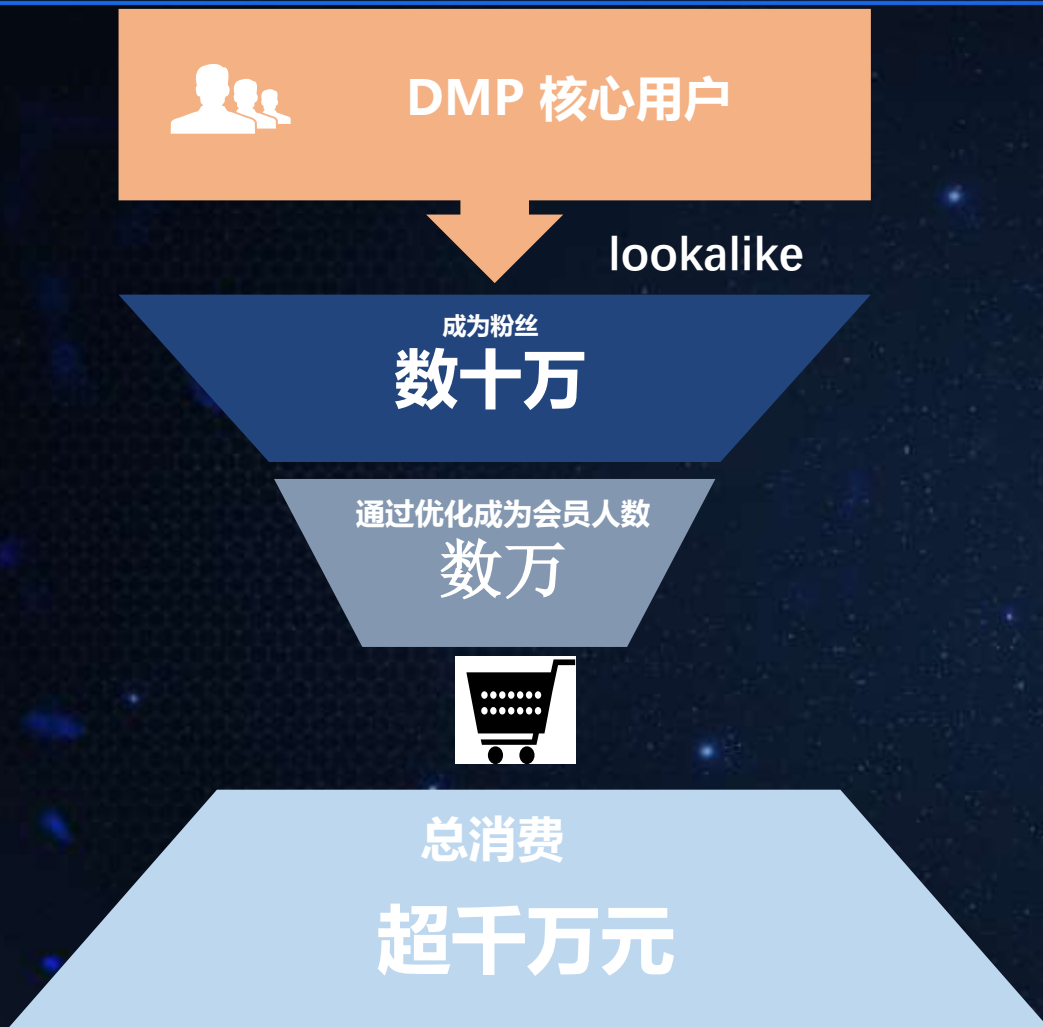 DMP 核心用户
lookalike
成为粉丝
数十万
通过优化成为会员人数
数万
总消费
超千万元